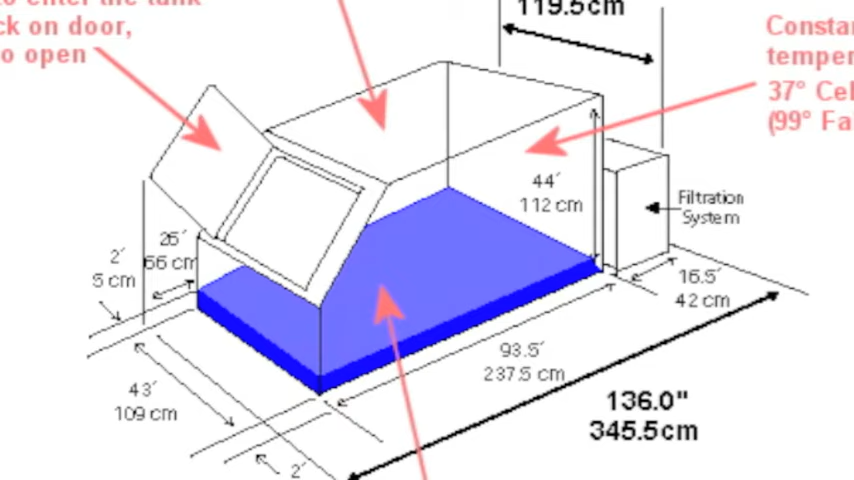 to enter the tank
ck on door,
o open
119.5cm
Consta
temper
37° Cel
(99° Fa
44´
112 cm
Filtration
System
26´
66 cm
2´
5 cm
16.5´
42 cm
93.5´
237.5 cm
43´
109 cm
136.0"
345.5cm
2´